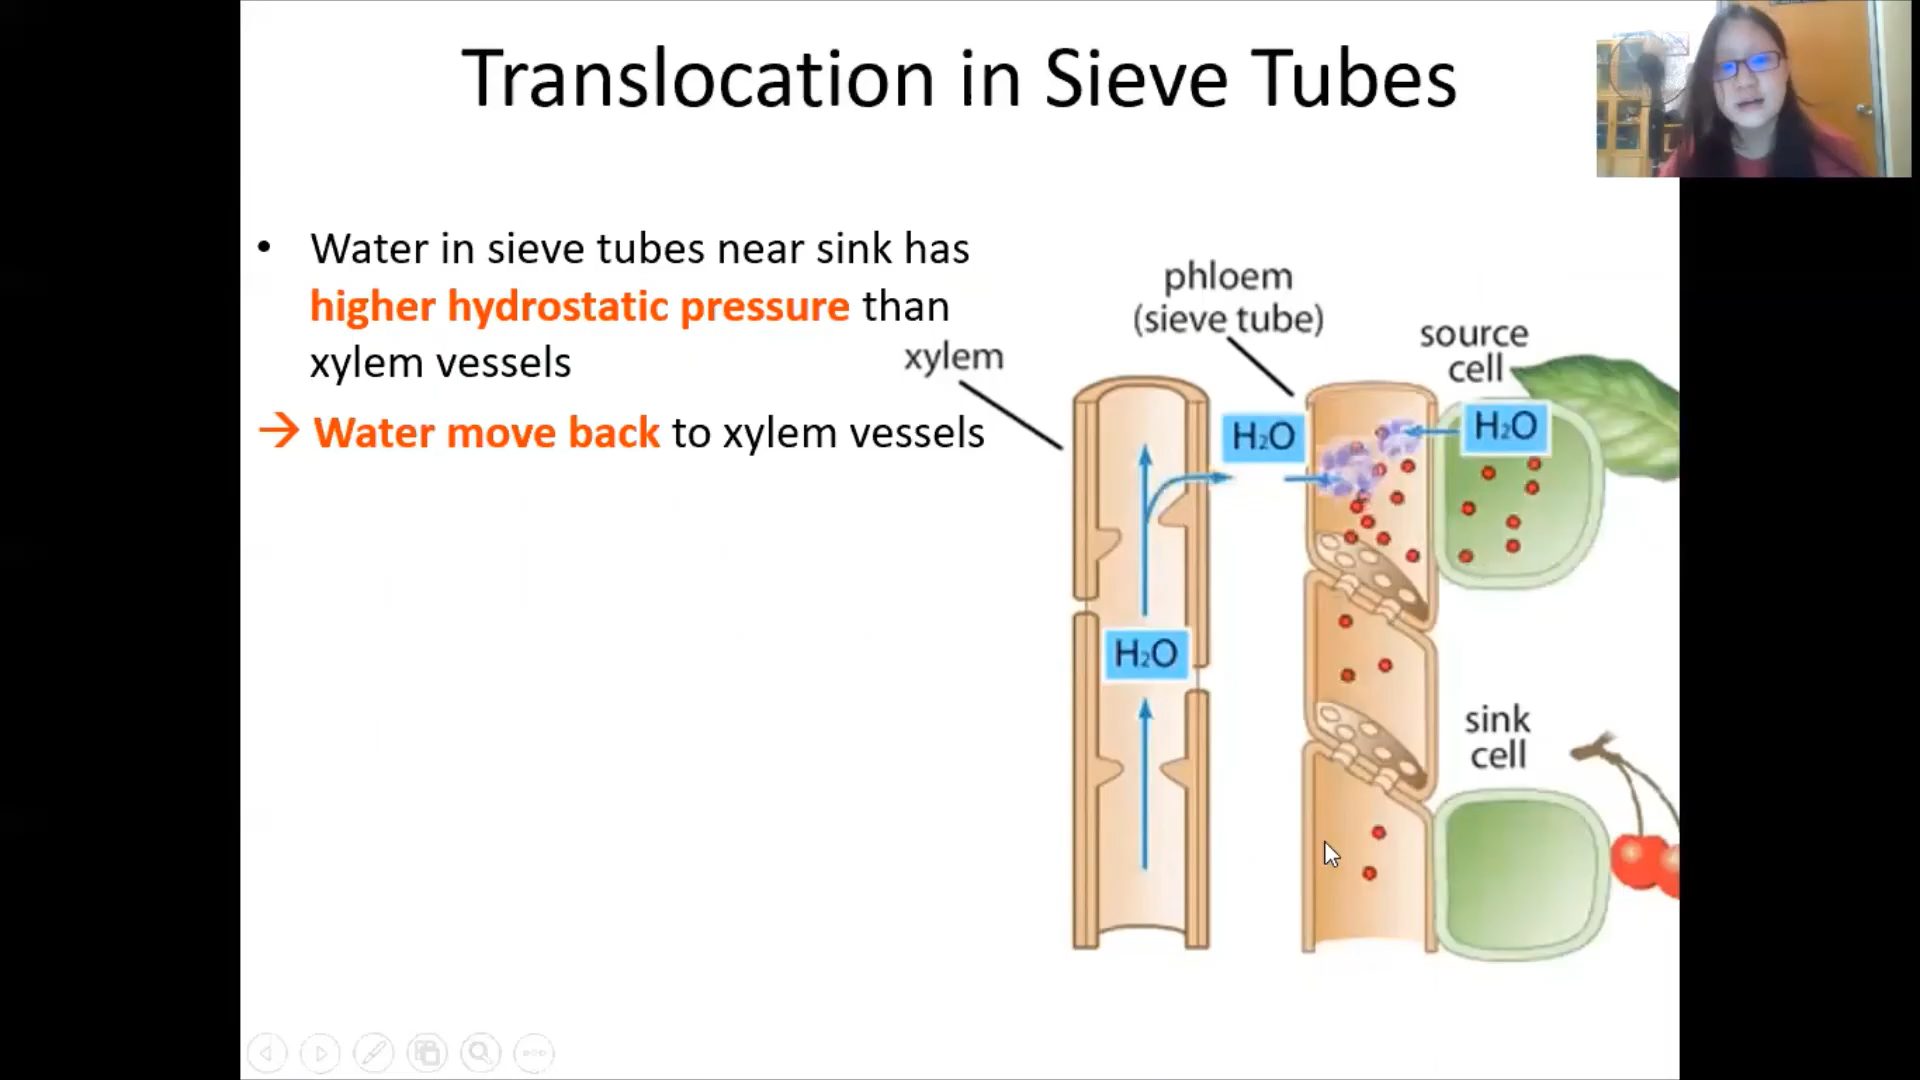 Translocation in Sieve Tubes
• Water in sieve tubes near sink has
higher hydrostatic pressure than
xylem vessels
→ Water move back to xylem vessels
phloem
(sieve tube)
xylem
source
cell
H₂O
H₂O
H₂O
sink
cell